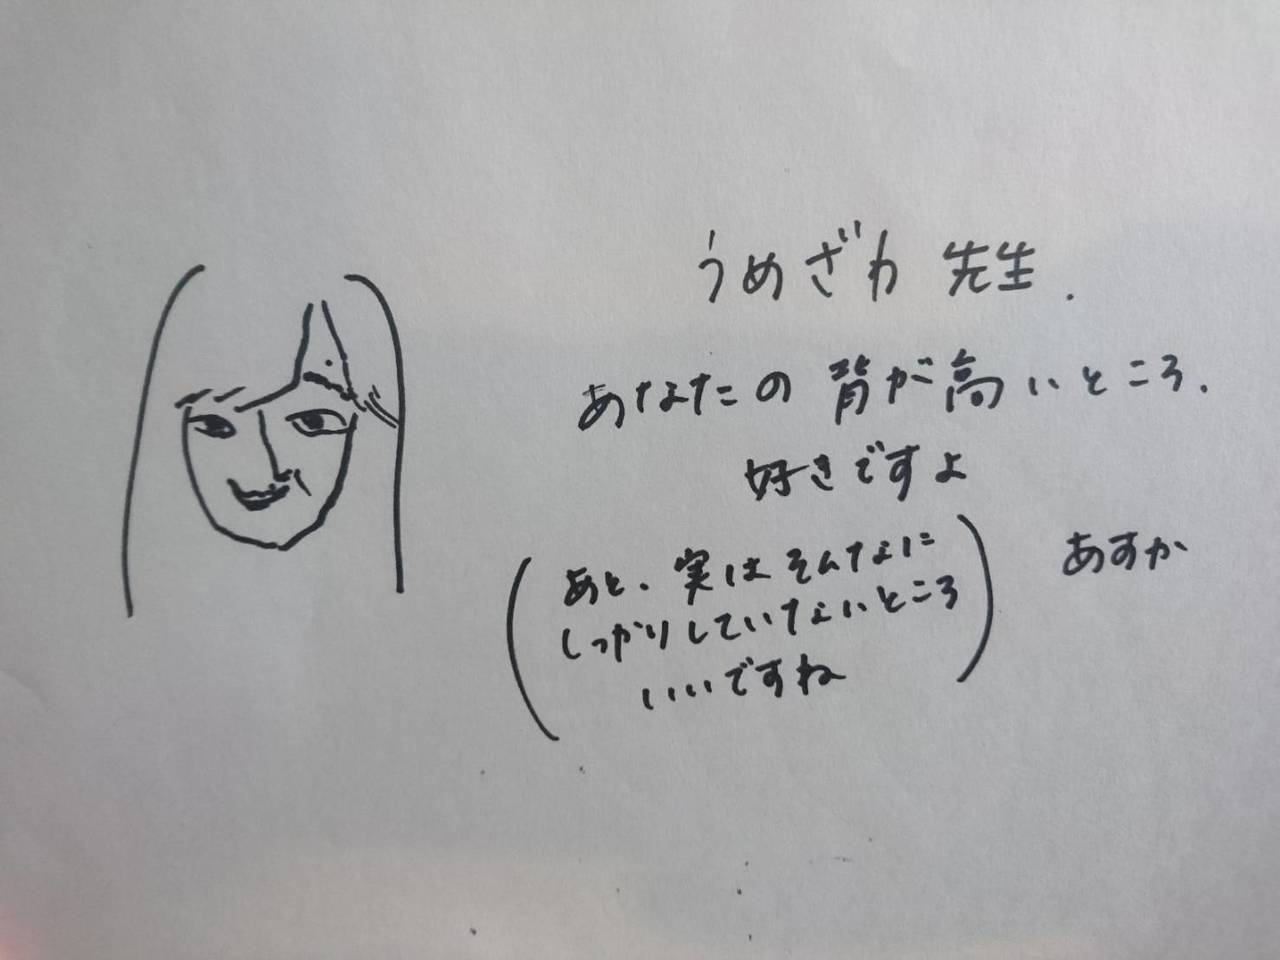 うめざわ 先生.
あなたの 背が高いところ.
好きですよ
(あと、実はそんなに
しっかりしていないところ
いいですね)
あすか